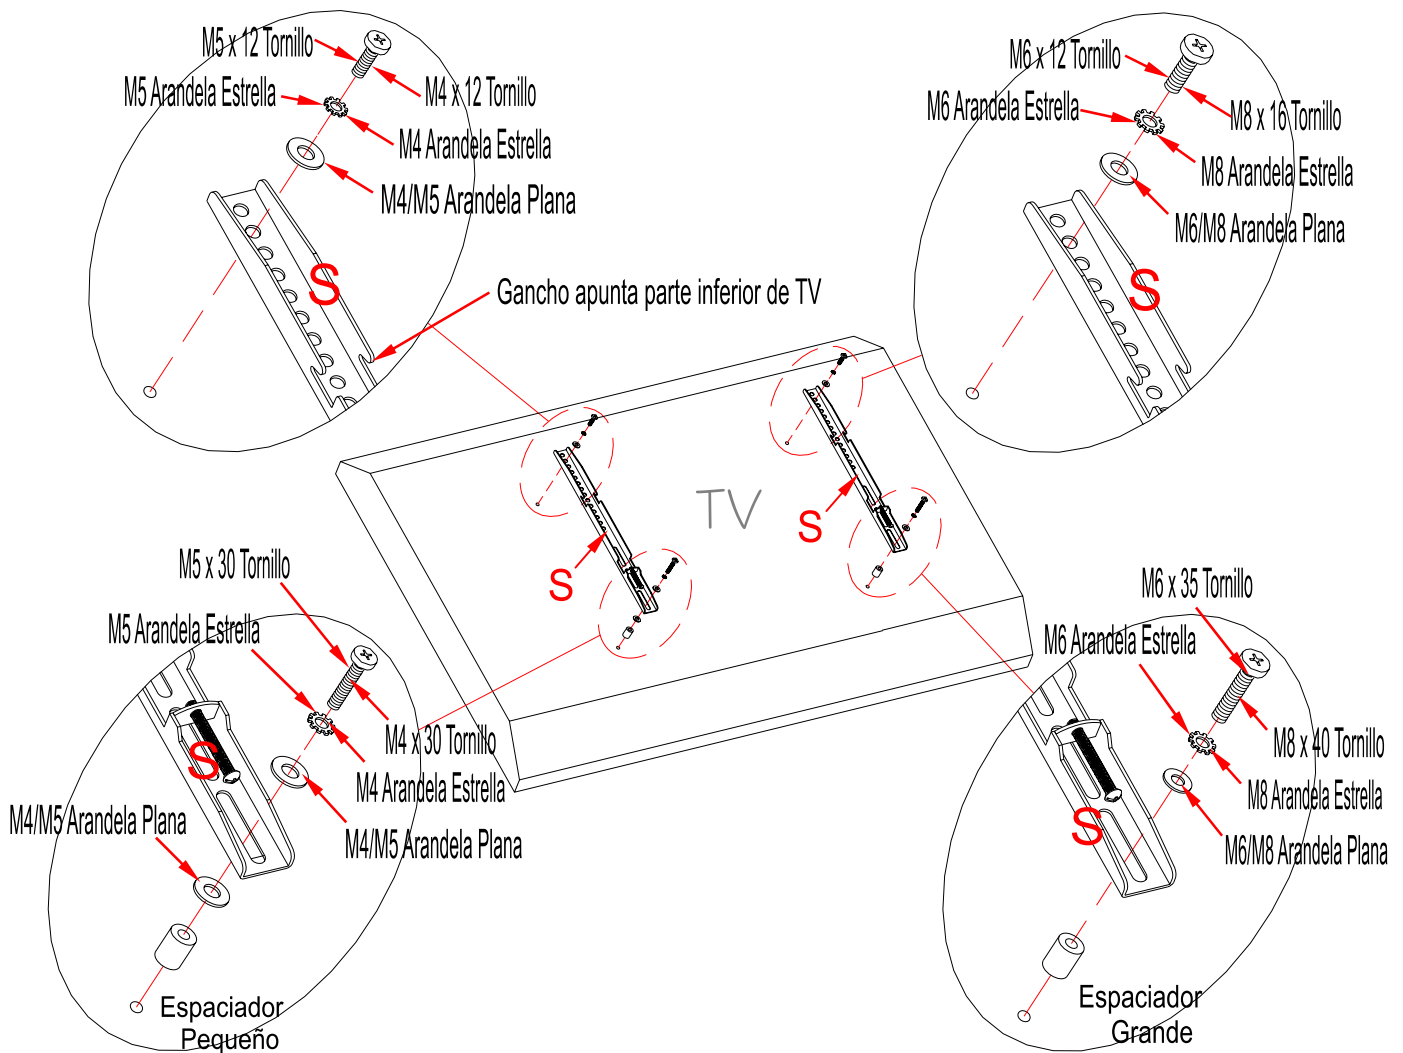 M5 x 12 Tornillo
M4 x 12 Tornillo
M5 Arandela Estrella
M4 Arandela Estrella
M4/M5 Arandela Plana
S
Gancho apunta parte inferior de TV
M6 x 12 Tornillo
M6 Arandela Estrella
M8 x 16 Tornillo
M8 Arandela Estrella
M6/M8 Arandela Plana
S
TV
S
S
M5 x 30 Tornillo
M5 Arandela Estrella
M4 x 30 Tornillo
S
M4 Arandela Estrella
M4/M5 Arandela Plana
M4/M5 Arandela Plana
Espaciador
Pequeño
M6 x 35 Tornillo
M6 Arandela Estrella
M8 x 40 Tornillo
M8 Arandela Estrella
S
M6/M8 Arandela Plana
Espaciador
Grande